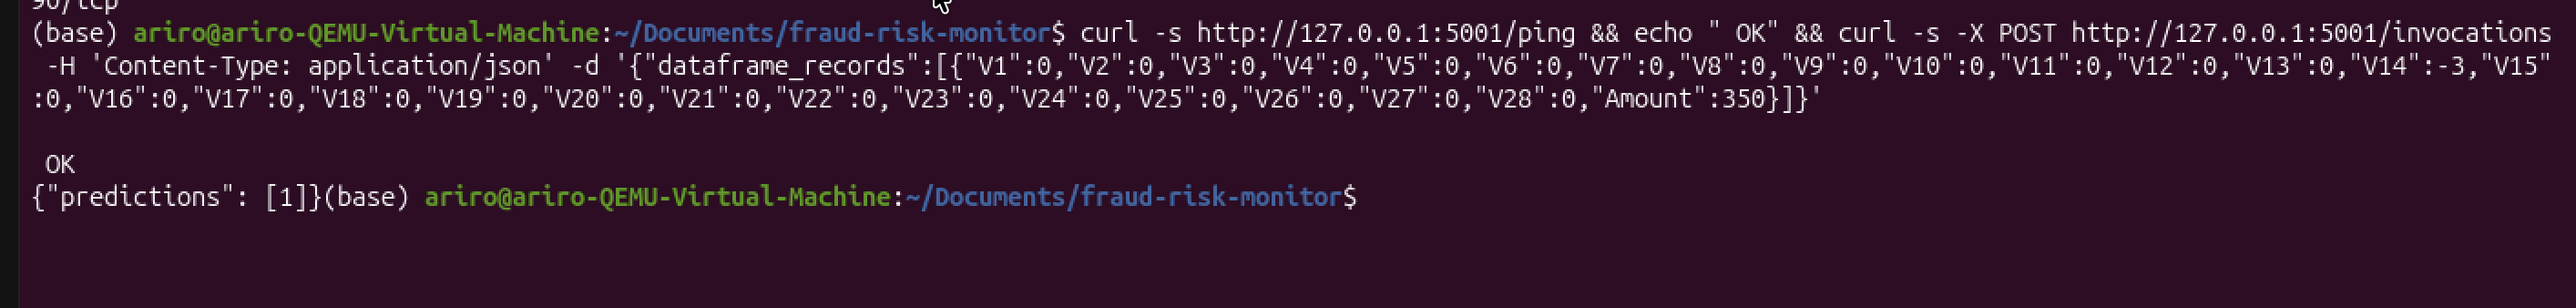 90/tcp
(base) ariro@ariro-QEMU-Virtual-Machine:~/Documents/fraud-risk-monitor$ curl -s http://127.0.0.1:5001/ping && echo " OK" && curl -s -X POST http://127.0.0.1:5001/invocations
 -H 'Content-Type: application/json' -d '{"dataframe_records":[{"V1":0,"V2":0,"V3":0,"V4":0,"V5":0,"V6":0,"V7":0,"V8":0,"V9":0,"V10":0,"V11":0,"V12":0,"V13":0,"V14":-3,"V15"
:0,"V16":0,"V17":0,"V18":0,"V19":0,"V20":0,"V21":0,"V22":0,"V23":0,"V24":0,"V25":0,"V26":0,"V27":0,"V28":0,"Amount":350}]}'
 OK
{"predictions": [1]}(base) ariro@ariro-QEMU-Virtual-Machine:~/Documents/fraud-risk-monitor$